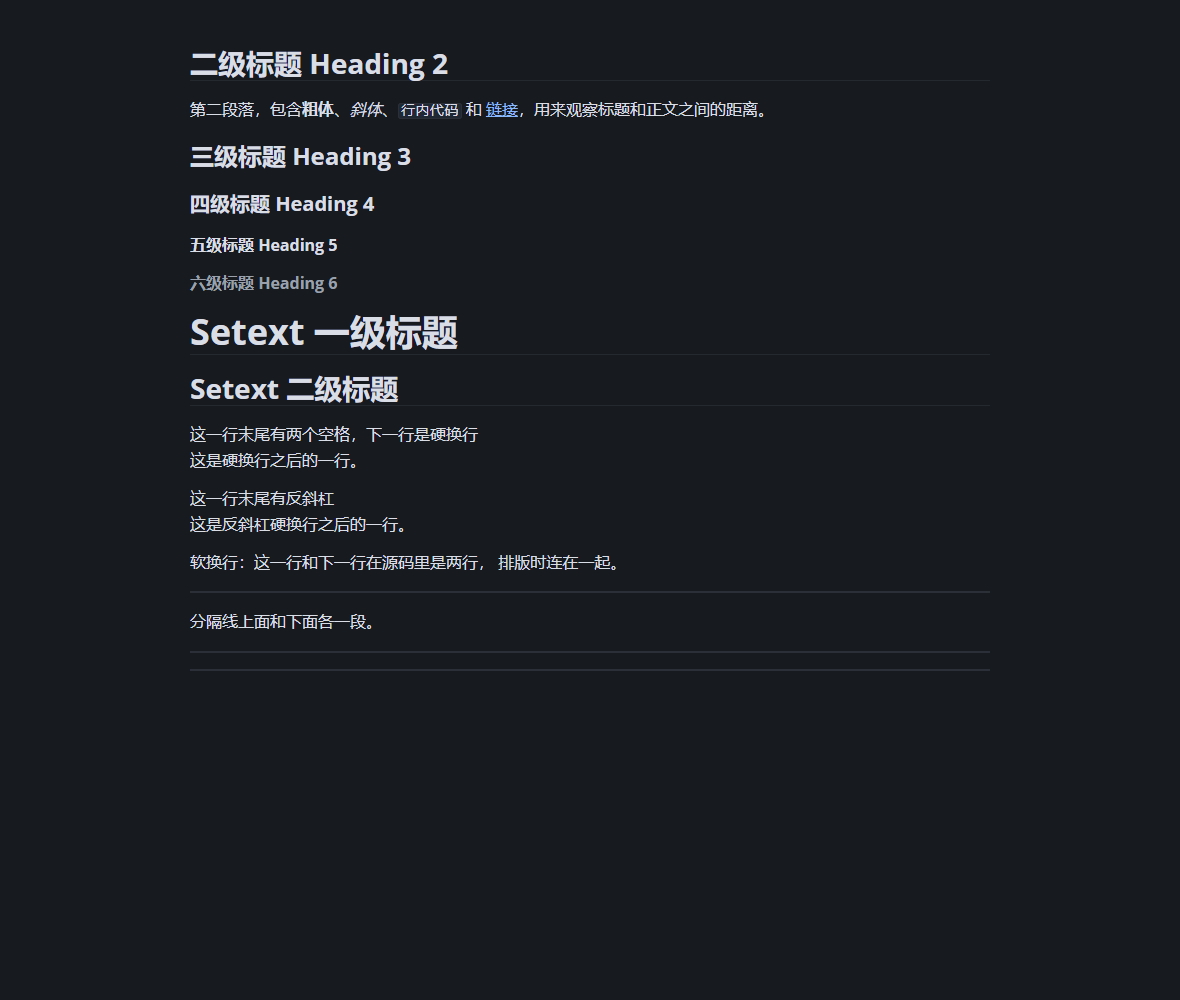 二级标题 Heading 2
第二段落，包含粗体、斜体、行内代码 和 链接，用来观察标题和正文之间的距离。
三级标题 Heading 3
四级标题 Heading 4
五级标题 Heading 5
六级标题 Heading 6
Setext 一级标题
Setext 二级标题
这一行末尾有两个空格，下一行是硬换行
这是硬换行之后的一行。
这一行末尾有反斜杠
这是反斜杠硬换行之后的一行。
软换行：这一行和下一行在源码里是两行， 排版时连在一起。
分隔线上面和下面各一段。